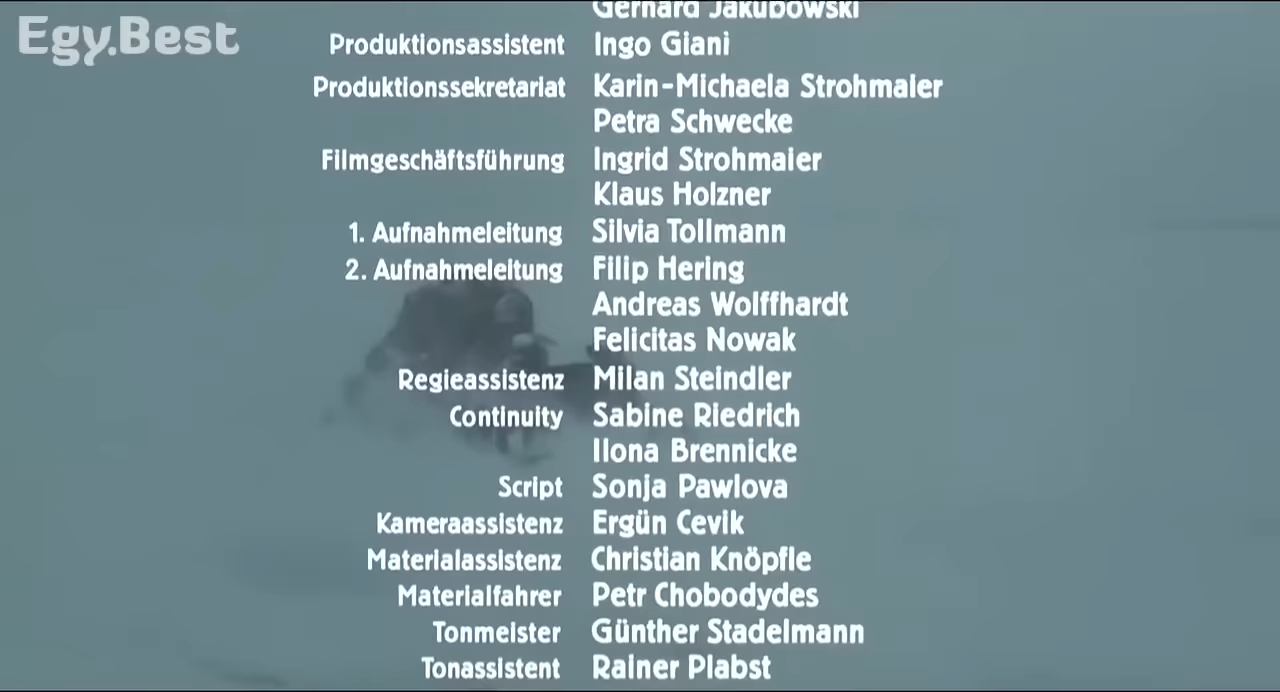 Egy.Best
Gerhard Jakubowski
Produktionsassistent Ingo Giani
Produktionssekretariat Karin-Michaela Strohmaier
Petra Schwecke
Filmgeschäftsführung Ingrid Strohmaier
Klaus Holzner
1. Aufnahmeleitung Silvia Tollmann
2. Aufnahmeleitung Filip Hering
Andreas Wolffhardt
Felicitas Nowak
Regieassistenz Milan Steindler
Continuity Sabine Riedrich
Ilona Brennicke
Script Sonja Pawlova
Kameraassistenz Ergün Cevik
Materialassistenz Christian Knöpfle
Materialfahrer Petr Chobodydes
Tonmeister Günther Stadelmann
Tonassistent Rainer Plabst